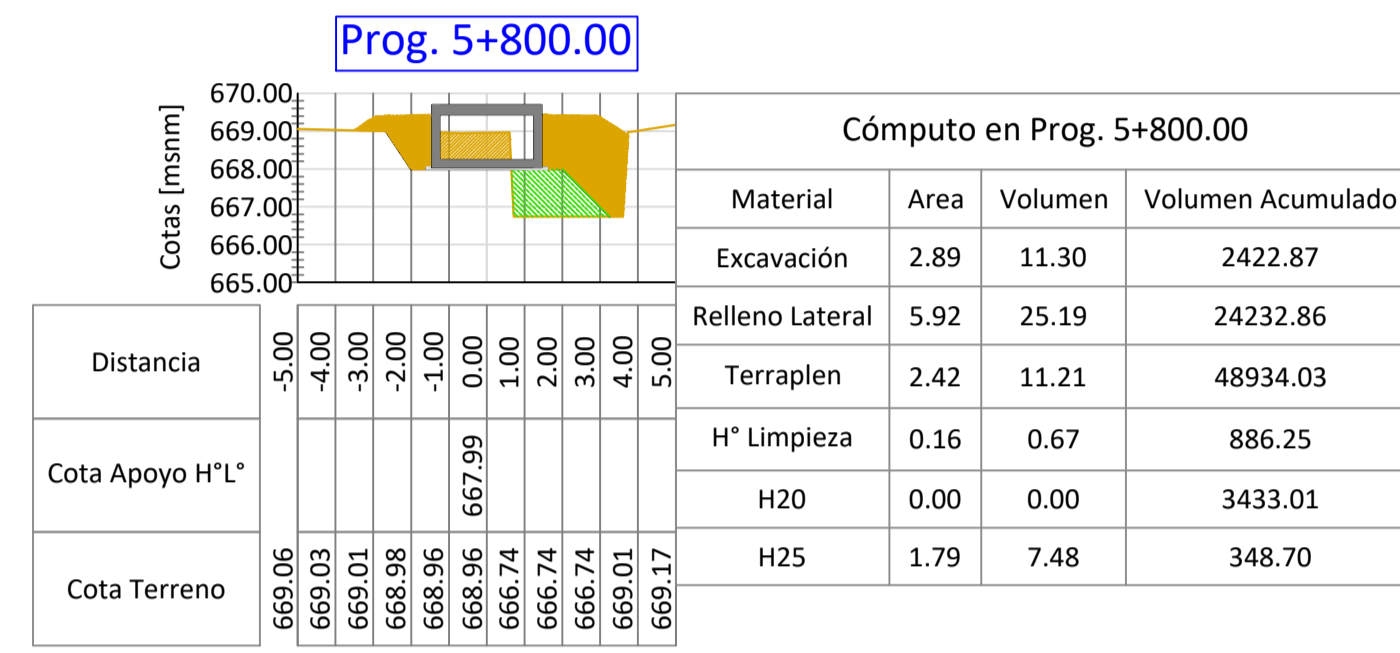 Prog. 5+800.00
Cotas [msnm]
670.00
669.00
668.00
667.00
666.00
665.00
Distancia -5.00 -4.00 -3.00 -2.00 -1.00 0.00 1.00 2.00 3.00 4.00 5.00
Cota Apoyo H°L° 667.99
Cota Terreno 669.06 669.03 669.01 668.98 668.96 668.96 666.74 666.74 666.74 669.01 669.17
Cómputo en Prog. 5+800.00
Material Area Volumen Volumen Acumulado
Excavación 2.89 11.30 2422.87
Relleno Lateral 5.92 25.19 24232.86
Terraplen 2.42 11.21 48934.03
H° Limpieza 0.16 0.67 886.25
H20 0.00 0.00 3433.01
H25 1.79 7.48 348.70